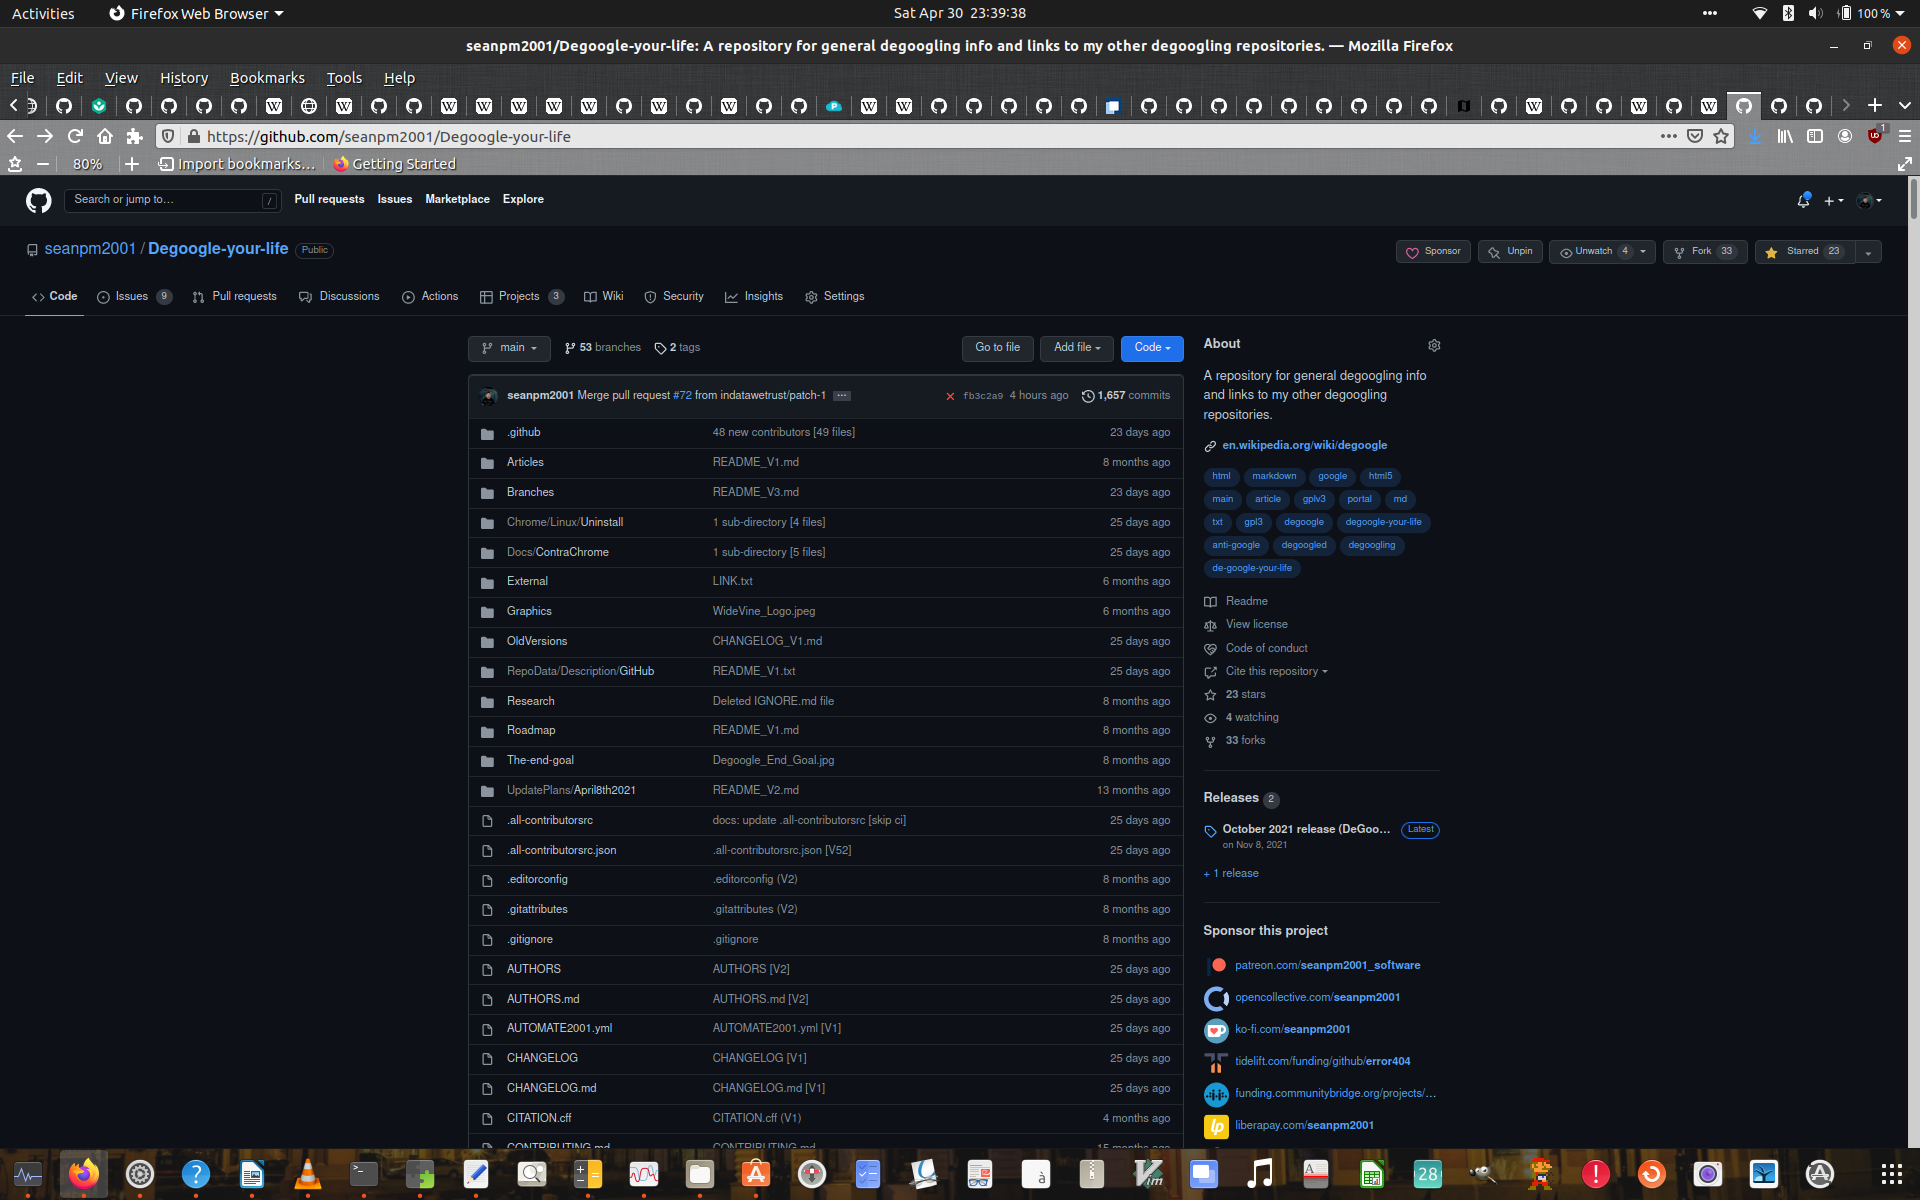 Activities
Firefox Web Browser
Sat Apr 30 23:39:38
100 %
seanpm2001/Degoogle-your-life: A repository for general degoogling info and links to my other degoogling repositories. — Mozilla Firefox
File Edit View History Bookmarks Tools Help
https://github.com/seanpm2001/Degoogle-your-life
1
80%
Import bookmarks...
Getting Started
Search or jump to…
/
Pull requests Issues Marketplace Explore
seanpm2001 / Degoogle-your-life
Public
Sponsor
Unpin
Unwatch 4
Fork 33
Starred 23
Code
Issues 9
Pull requests
Discussions
Actions
Projects 3
Wiki
Security
Insights
Settings
main
53 branches
2 tags
Go to file
Add file
Code
seanpm2001 Merge pull request #72 from indatawetrust/patch-1
fb3c2a9 4 hours ago
1,657 commits
.github 48 new contributors [49 files] 23 days ago
Articles README_V1.md 8 months ago
Branches README_V3.md 23 days ago
Chrome/Linux/Uninstall 1 sub-directory [4 files] 25 days ago
Docs/ContraChrome 1 sub-directory [5 files] 25 days ago
External LINK.txt 6 months ago
Graphics WideVine_Logo.jpeg 6 months ago
OldVersions CHANGELOG_V1.md 25 days ago
RepoData/Description/GitHub README_V1.txt 25 days ago
Research Deleted IGNORE.md file 8 months ago
Roadmap README_V1.md 8 months ago
The-end-goal Degoogle_End_Goal.jpg 8 months ago
UpdatePlans/April8th2021 README_V2.md 13 months ago
.all-contributorsrc docs: update .all-contributorsrc [skip ci] 25 days ago
.all-contributorsrc.json .all-contributorsrc.json [V52] 25 days ago
.editorconfig .editorconfig (V2) 8 months ago
.gitattributes .gitattributes (V2) 8 months ago
.gitignore .gitignore 8 months ago
AUTHORS AUTHORS [V2] 25 days ago
AUTHORS.md AUTHORS.md [V2] 25 days ago
AUTOMATE2001.yml AUTOMATE2001.yml [V1] 25 days ago
CHANGELOG CHANGELOG [V1] 25 days ago
CHANGELOG.md CHANGELOG.md [V1] 25 days ago
CITATION.cff CITATION.cff (V1) 4 months ago
CONTRIBUTING.md CONTRIBUTING.md 15 months ago
About
A repository for general degoogling info
and links to my other degoogling
repositories.
en.wikipedia.org/wiki/degoogle
html markdown google html5
main article gplv3 portal md
txt gpl3 degoogle degoogle-your-life
anti-google degoogled degoogling
de-google-your-life
Readme
View license
Code of conduct
Cite this repository
23 stars
4 watching
33 forks
Releases 2
October 2021 release (DeGoo... Latest
on Nov 8, 2021
+ 1 release
Sponsor this project
patreon.com/seanpm2001_software
opencollective.com/seanpm2001
ko-fi.com/seanpm2001
tidelift.com/funding/github/error404
funding.communitybridge.org/projects/...
liberapay.com/seanpm2001
28